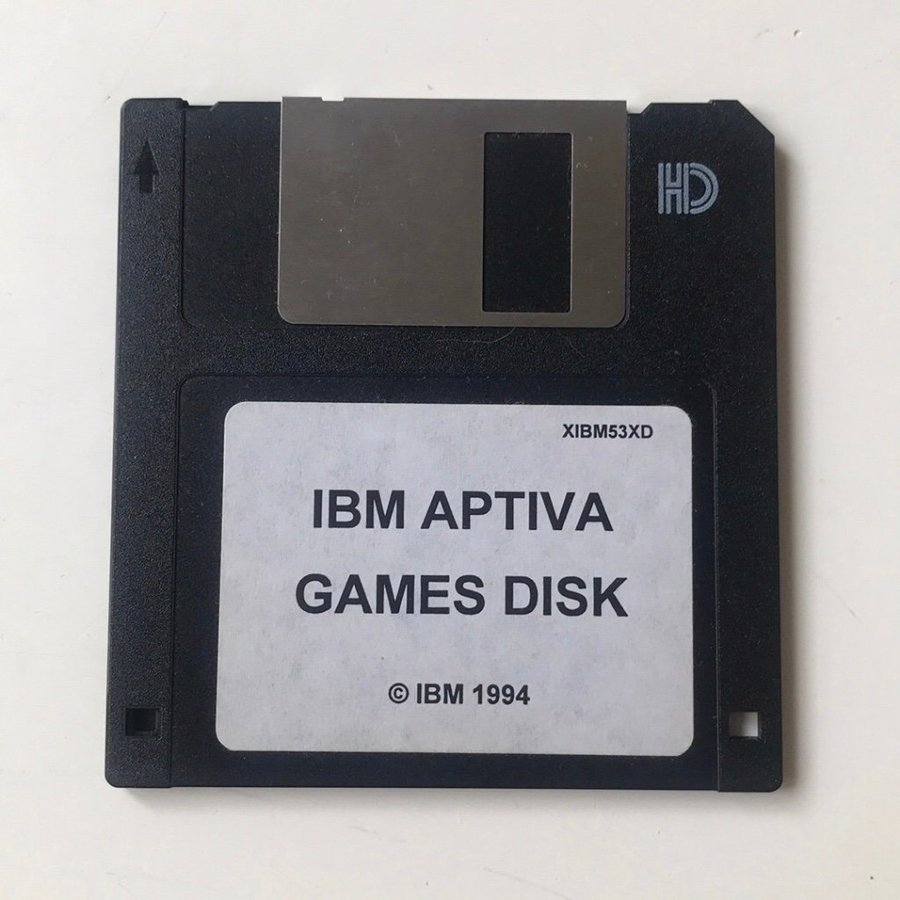 HD
XIBM53XD
IBM APTIVA
GAMES DISK
© IBM 1994